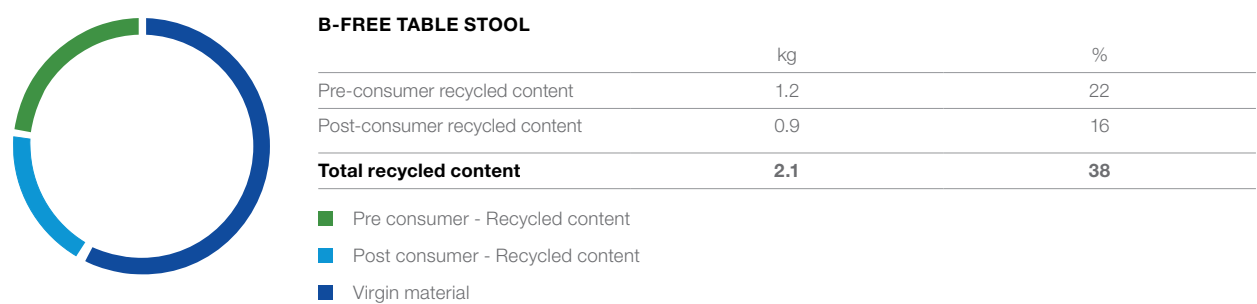 B-FREE TABLE STOOL
kg %
Pre-consumer recycled content 1.2 22
Post-consumer recycled content 0.9 16
Total recycled content 2.1 38
Pre consumer - Recycled content
Post consumer - Recycled content
Virgin material